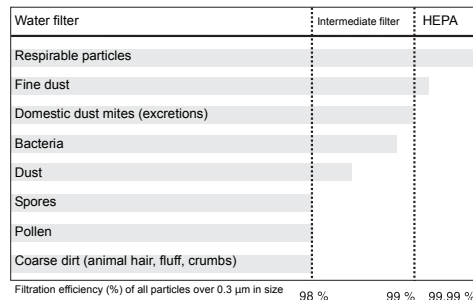 Water filter Intermediate filter HEPA
Respirable particles
Fine dust
Domestic dust mites (excretions)
Bacteria
Dust
Spores
Pollen
Coarse dirt (animal hair, fluff, crumbs)
Filtration efficiency (%) of all particles over 0.3 µm in size 98 % 99 % 99.99 %